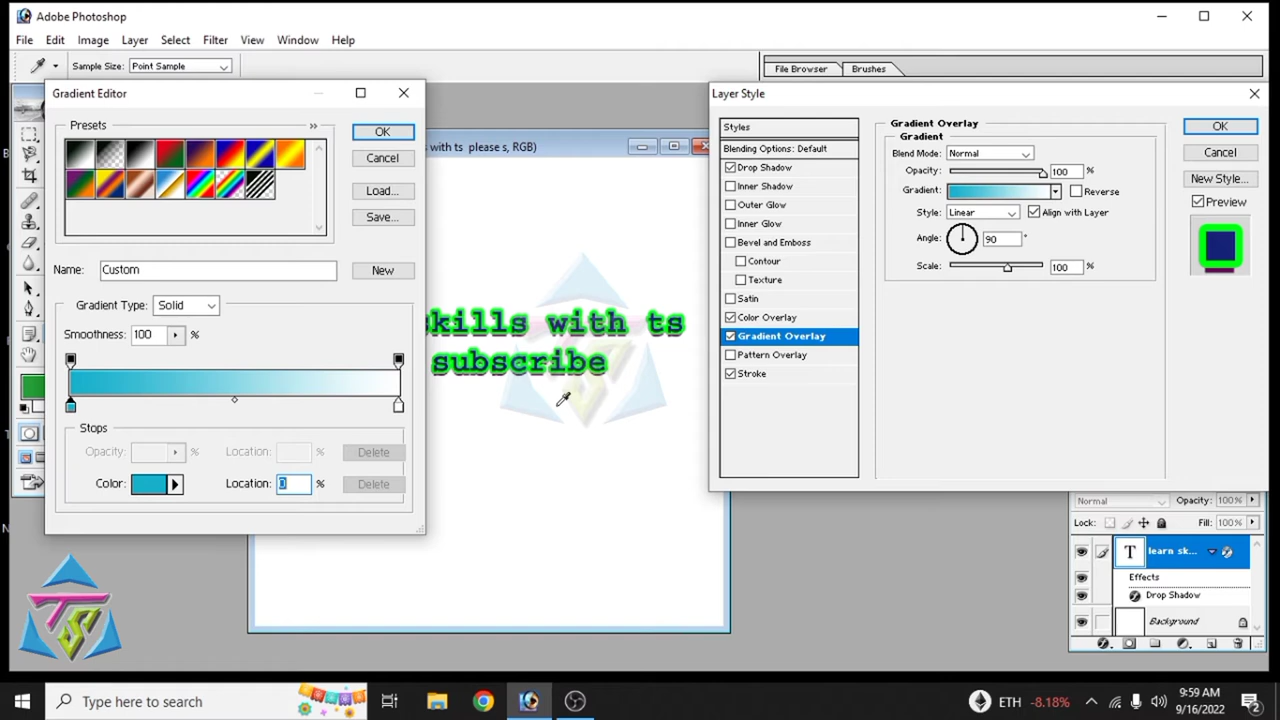 Adobe Photoshop
File Edit Image Layer Select Filter View Window Help
Sample Size: Point Sample
File Browser Brushes
Gradient Editor
Presets
OK
Cancel
Load...
Save...
Name: Custom
New
Gradient Type: Solid
Smoothness: 100 %
Stops
Opacity: % Location: % Delete
Color: Location: 0 % Delete
s with ts please s, RGB)
skills with ts
subscribe
Layer Style
Styles
Blending Options: Default
Drop Shadow
Inner Shadow
Outer Glow
Inner Glow
Bevel and Emboss
Contour
Texture
Satin
Color Overlay
Gradient Overlay
Pattern Overlay
Stroke
Gradient Overlay
Gradient
Blend Mode: Normal
Opacity: 100 %
Gradient: Reverse
Style: Linear Align with Layer
Angle: 90 °
Scale: 100 %
OK
Cancel
New Style...
Preview
Normal Opacity: 100%
Lock: Fill: 100%
T learn sk...
Effects
Drop Shadow
Background
TS
Type here to search
ETH -8.18%
9:59 AM
9/16/2022
2